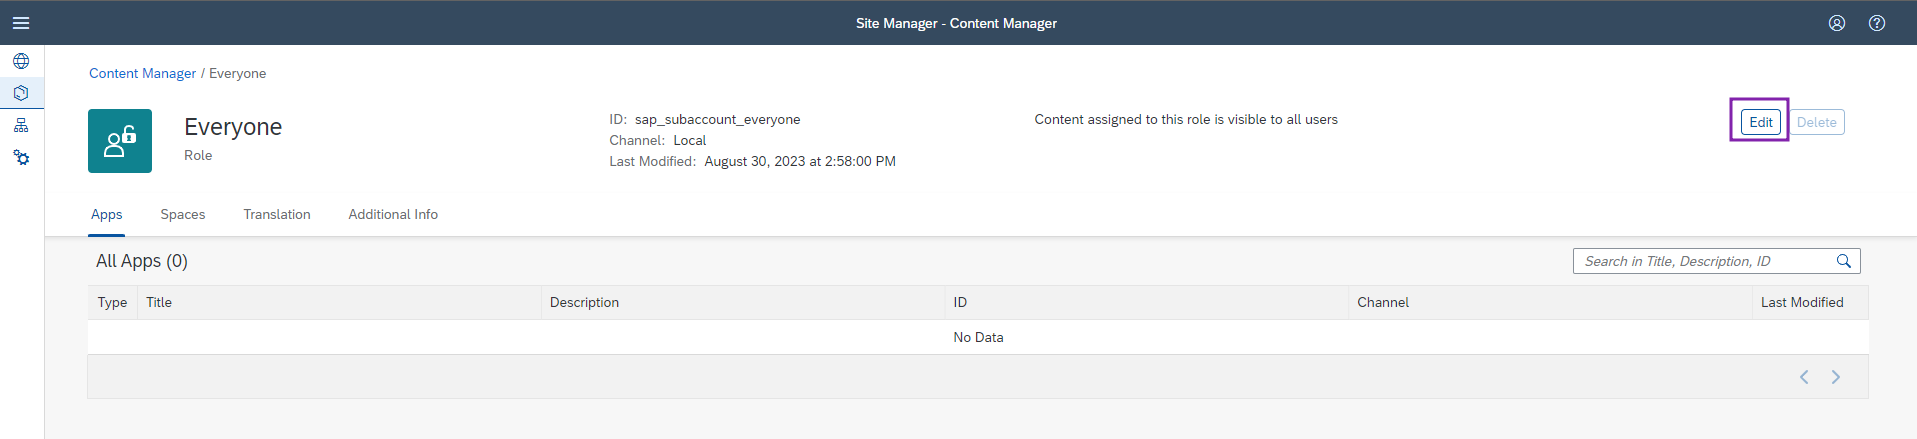 Site Manager - Content Manager
Content Manager / Everyone
Everyone
Role
ID: sap_subaccount_everyone
Channel: Local
Last Modified: August 30, 2023 at 2:58:00 PM
Content assigned to this role is visible to all users
Edit
Delete
Apps Spaces Translation Additional Info
All Apps (0)
Search in Title, Description, ID
Type Title Description ID Channel Last Modified
No Data